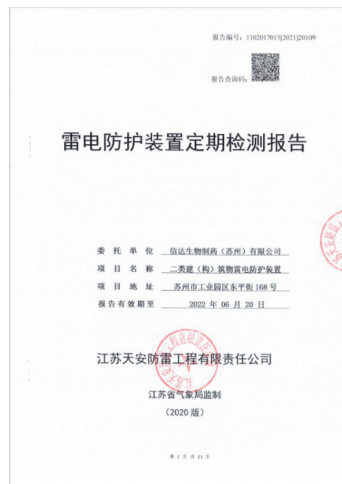 报告编号：1102017015[2021]20109
报告查询码：
雷电防护装置定期检测报告
委托单位 信达生物制药（苏州）有限公司
项目名称 二类建（构）筑物雷电防护装置
项目地址 苏州市工业园区东平街 168 号
报告有效期至 2022 年 06 月 20 日
江苏天安防雷工程有限责任公司
江苏省气象局监制
（2020 版）